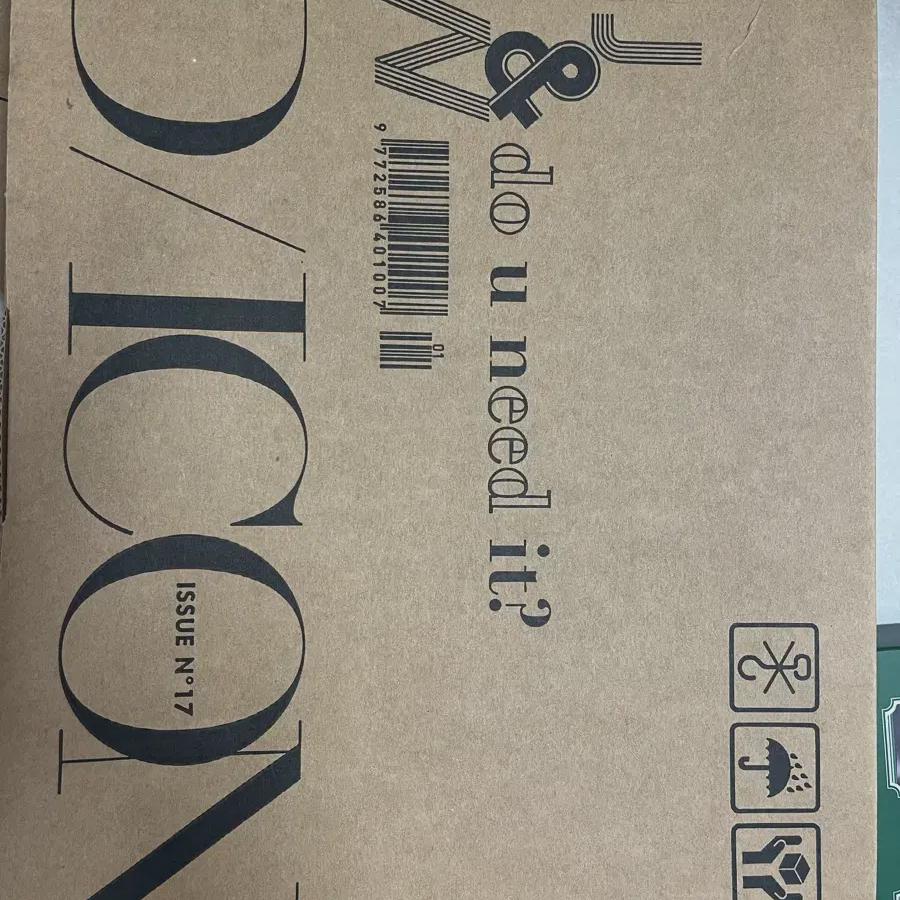 J
& do u need it?
W
01
9 772586 401007
D/ICON
ISSUE N°17